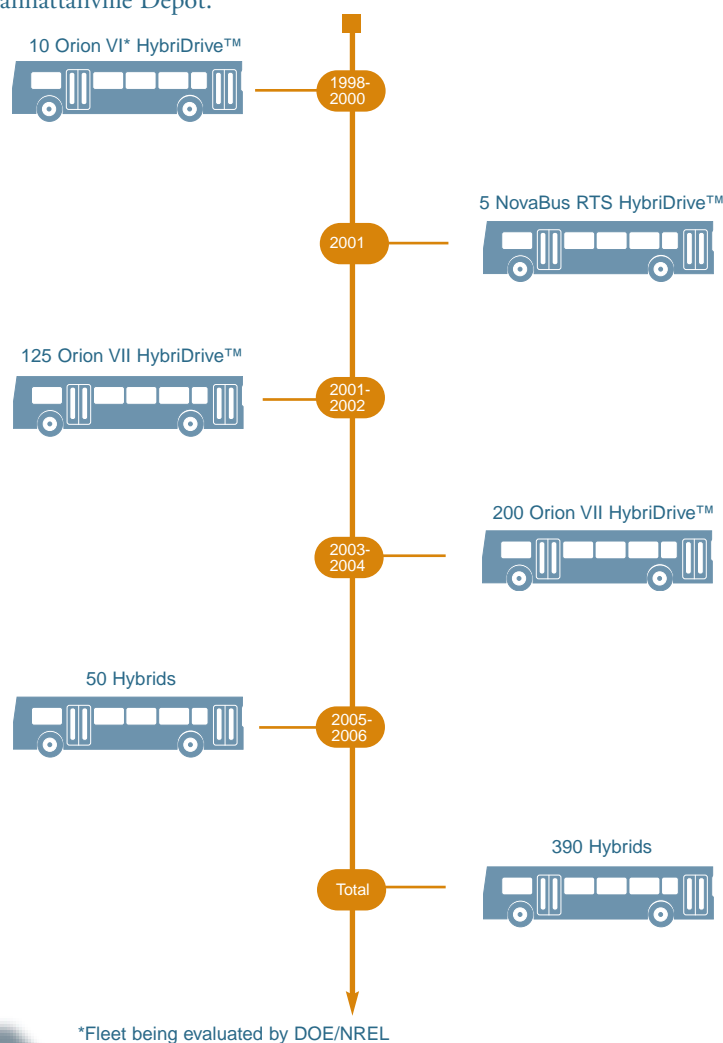 Depot.
10 Orion VI* HybriDrive™
1998-
2000
5 NovaBus RTS HybriDrive™
2001
125 Orion VII HybriDrive™
2001-
2002
200 Orion VII HybriDrive™
2003-
2004
50 Hybrids
2005-
2006
390 Hybrids
Total
*Fleet being evaluated by DOE/NREL